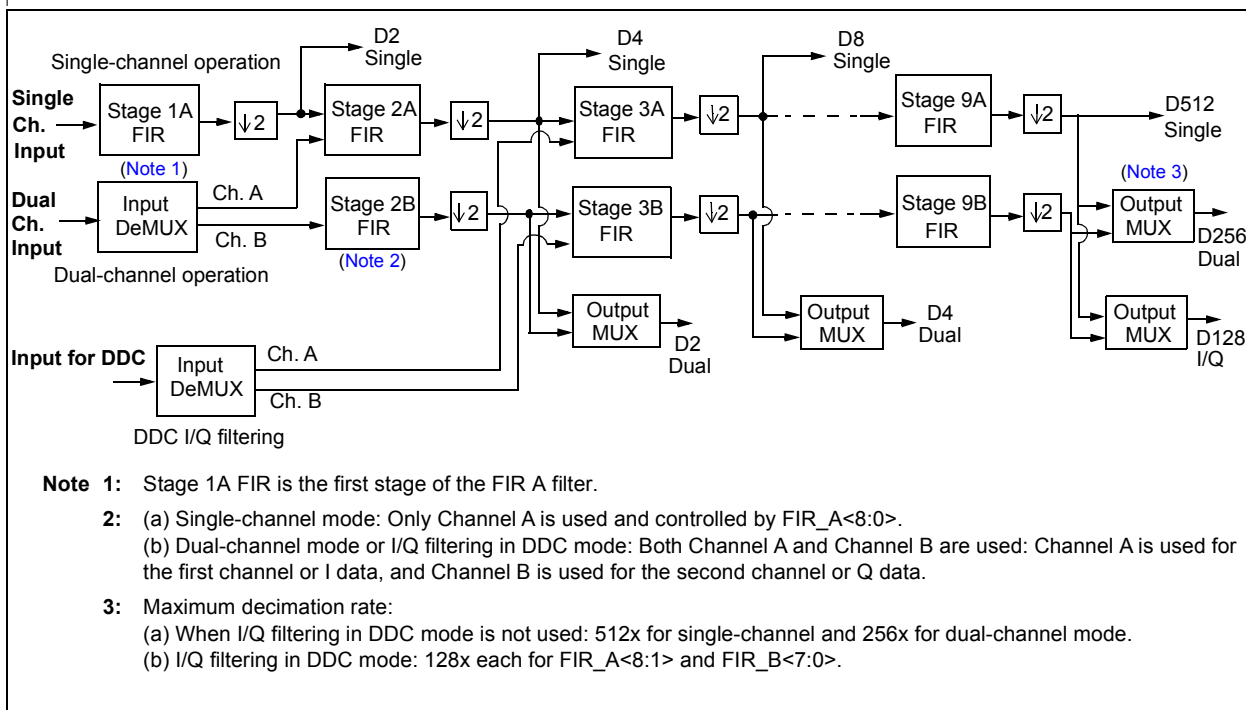 D2
Single
D4
Single
D8
Single
Single-channel operation
Single
Ch.
Input
Stage 1A
FIR
↓2
Stage 2A
FIR
↓2
Stage 3A
FIR
↓2
Stage 9A
FIR
↓2
D512
Single
(Note 1)
(Note 3)
Dual
Ch.
Input
Input
DeMUX
Ch. A
Ch. B
Stage 2B
FIR
↓2
Stage 3B
FIR
↓2
Stage 9B
FIR
↓2
Output
MUX
D256
Dual
(Note 2)
Dual-channel operation
Output
MUX
D2
Dual
Output
MUX
D4
Dual
Output
MUX
D128
I/Q
Input for DDC
Input
DeMUX
Ch. A
Ch. B
DDC I/Q filtering
Note 1: Stage 1A FIR is the first stage of the FIR A filter.
2: (a) Single-channel mode: Only Channel A is used and controlled by FIR_A<8:0>.
(b) Dual-channel mode or I/Q filtering in DDC mode: Both Channel A and Channel B are used: Channel A is used for
the first channel or I data, and Channel B is used for the second channel or Q data.
3: Maximum decimation rate:
(a) When I/Q filtering in DDC mode is not used: 512x for single-channel and 256x for dual-channel mode.
(b) I/Q filtering in DDC mode: 128x each for FIR_A<8:1> and FIR_B<7:0>.